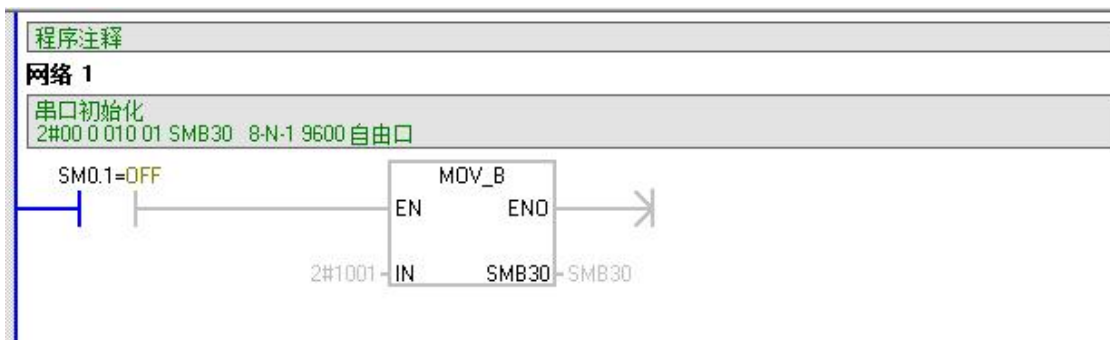 程序注释
网络 1
串口初始化
2#00 0 010 01 SMB30 8-N-1 9600 自由口
SM0.1=OFF
MOV_B
EN ENO
2#1001 IN SMB30 SMB30